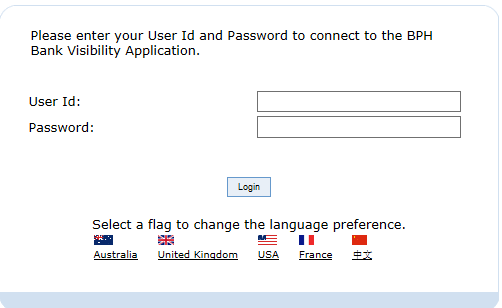 Please enter your User Id and Password to connect to the BPH
Bank Visibility Application.
User Id:
Password:
Login
Select a flag to change the language preference.
Australia United Kingdom USA France 中文